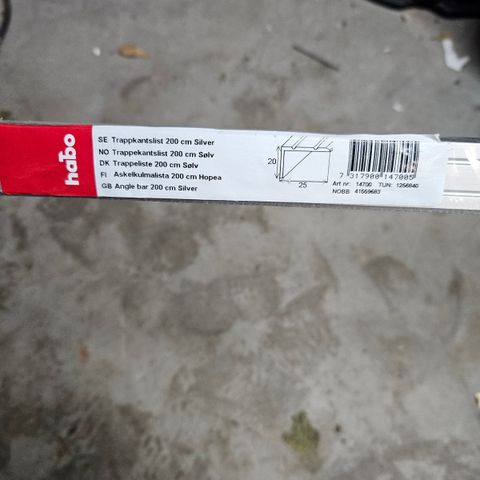 habo
SE Trappkantslist 200 cm Silver
NO Trappekantslist 200 cm Sølv
DK Trappeliste 200 cm Sølv
FI Askelkulmalista 200 cm Hopea
GB Angle bar 200 cm Silver
20
25
7 317900 147005
Art nr: 14700 TUN: 1256840
NOBB 41569683